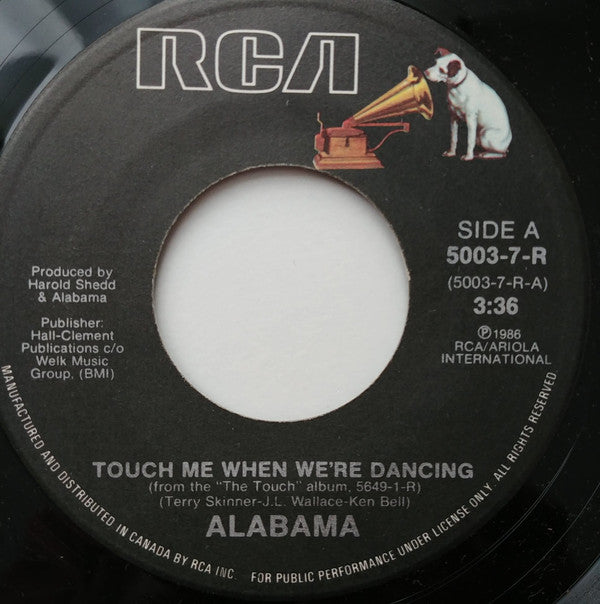 RCA
SIDE A
5003-7-R
(5003-7-R-A)
3:36
℗ 1986
RCA/ARIOLA
INTERNATIONAL
Produced by
Harold Shedd
& Alabama
Publisher:
Hall-Clement
Publications c/o
Welk Music
Group, (BMI)
TOUCH ME WHEN WE'RE DANCING
(from the "The Touch" album, 5649-1-R)
(Terry Skinner-J.L. Wallace-Ken Bell)
ALABAMA
MANUFACTURED AND DISTRIBUTED IN CANADA BY RCA INC. FOR PUBLIC PERFORMANCE UNDER LICENSE ONLY. ALL RIGHTS RESERVED